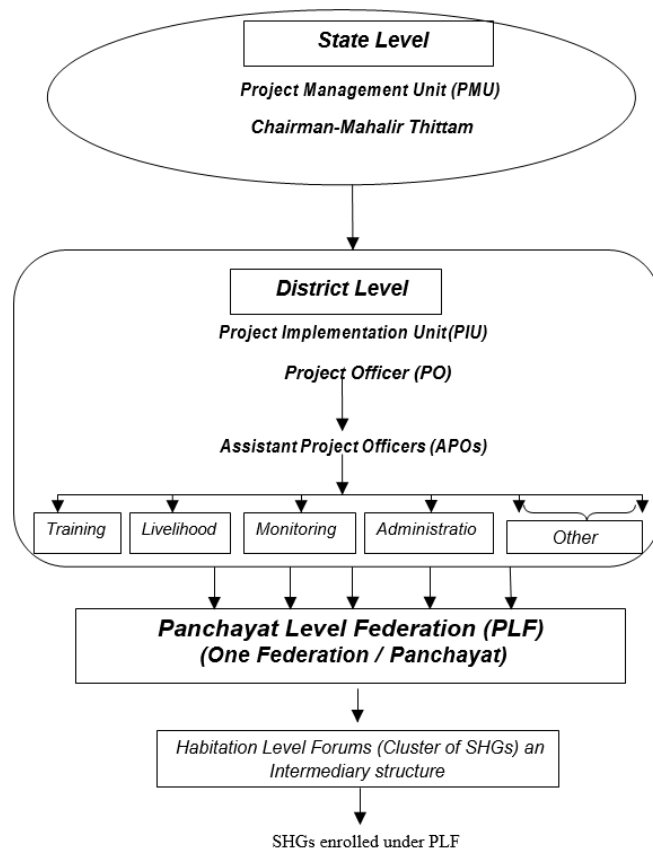 State Level
Project Management Unit (PMU)
Chairman-Mahalir Thittam
District Level
Project Implementation Unit(PIU)
Project Officer (PO)
Assistant Project Officers (APOs)
Training
Livelihood
Monitoring
Administratio
Other
Panchayat Level Federation (PLF)
(One Federation / Panchayat)
Habitation Level Forums (Cluster of SHGs) an
Intermediary structure
SHGs enrolled under PLF